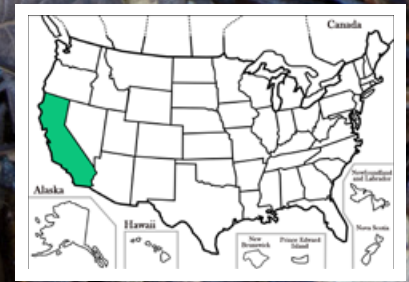 Canada
Newfoundland
and Labrador
Alaska
Hawaii
New
Brunswick
Prince Edward
Island
Nova Scotia